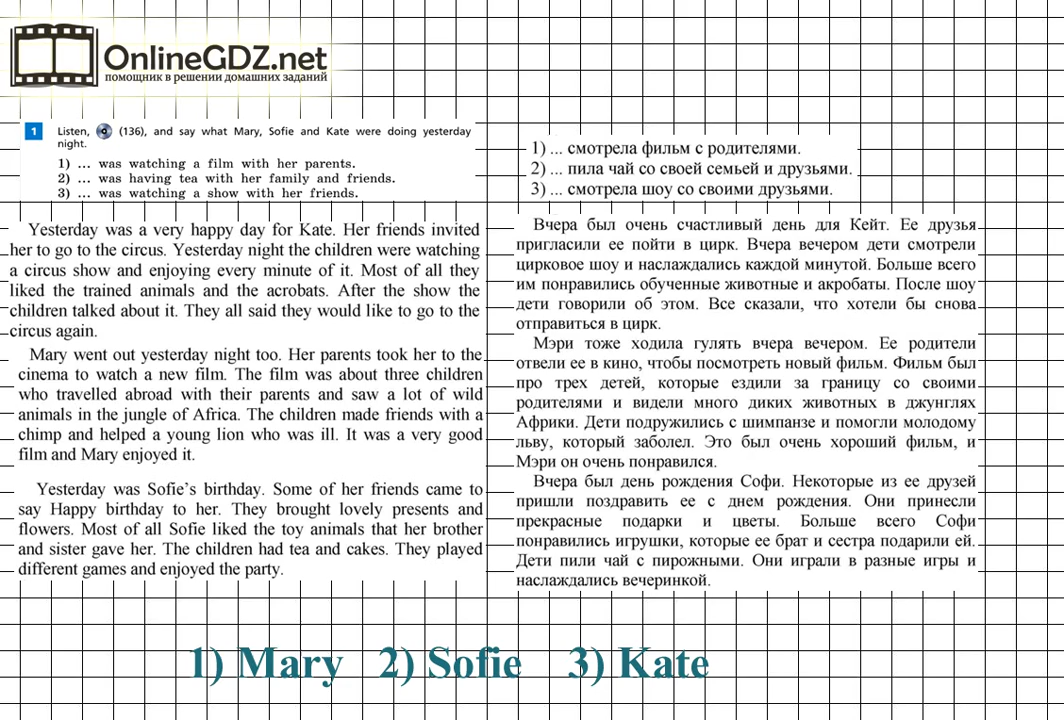 OnlineGDZ.net
помощник в решении домашних заданий
1 Listen, (136), and say what Mary, Sofie and Kate were doing yesterday
night.
1) ... was watching a film with her parents.
2) ... was having tea with her family and friends.
3) ... was watching a show with her friends.
Yesterday was a very happy day for Kate. Her friends invited
her to go to the circus. Yesterday night the children were watching
a circus show and enjoying every minute of it. Most of all they
liked the trained animals and the acrobats. After the show the
children talked about it. They all said they would like to go to the
circus again.
Mary went out yesterday night too. Her parents took her to the
cinema to watch a new film. The film was about three children
who travelled abroad with their parents and saw a lot of wild
animals in the jungle of Africa. The children made friends with a
chimp and helped a young lion who was ill. It was a very good
film and Mary enjoyed it.
Yesterday was Sofie's birthday. Some of her friends came to
say Happy birthday to her. They brought lovely presents and
flowers. Most of all Sofie liked the toy animals that her brother
and sister gave her. The children had tea and cakes. They played
different games and enjoyed the party.
1) ... смотрела фильм с родителями.
2) ... пила чай со своей семьей и друзьями.
3) ... смотрела шоу со своими друзьями.
Вчера был очень счастливый день для Кейт. Ее друзья
пригласили ее пойти в цирк. Вчера вечером дети смотрели
цирковое шоу и наслаждались каждой минутой. Больше всего
им понравились обученные животные и акробаты. После шоу
дети говорили об этом. Все сказали, что хотели бы снова
отправиться в цирк.
Мэри тоже ходила гулять вчера вечером. Ее родители
отвели ее в кино, чтобы посмотреть новый фильм. Фильм был
про трех детей, которые ездили за границу со своими
родителями и видели много диких животных в джунглях
Африки. Дети подружились с шимпанзе и помогли молодому
льву, который заболел. Это был очень хороший фильм, и
Мэри он очень понравился.
Вчера был день рождения Софи. Некоторые из ее друзей
пришли поздравить ее с днем рождения. Они принесли
прекрасные подарки и цветы. Больше всего Софи
понравились игрушки, которые ее брат и сестра подарили ей.
Дети пили чай с пирожными. Они играли в разные игры и
наслаждались вечеринкой.
1) Mary 2) Sofie 3) Kate